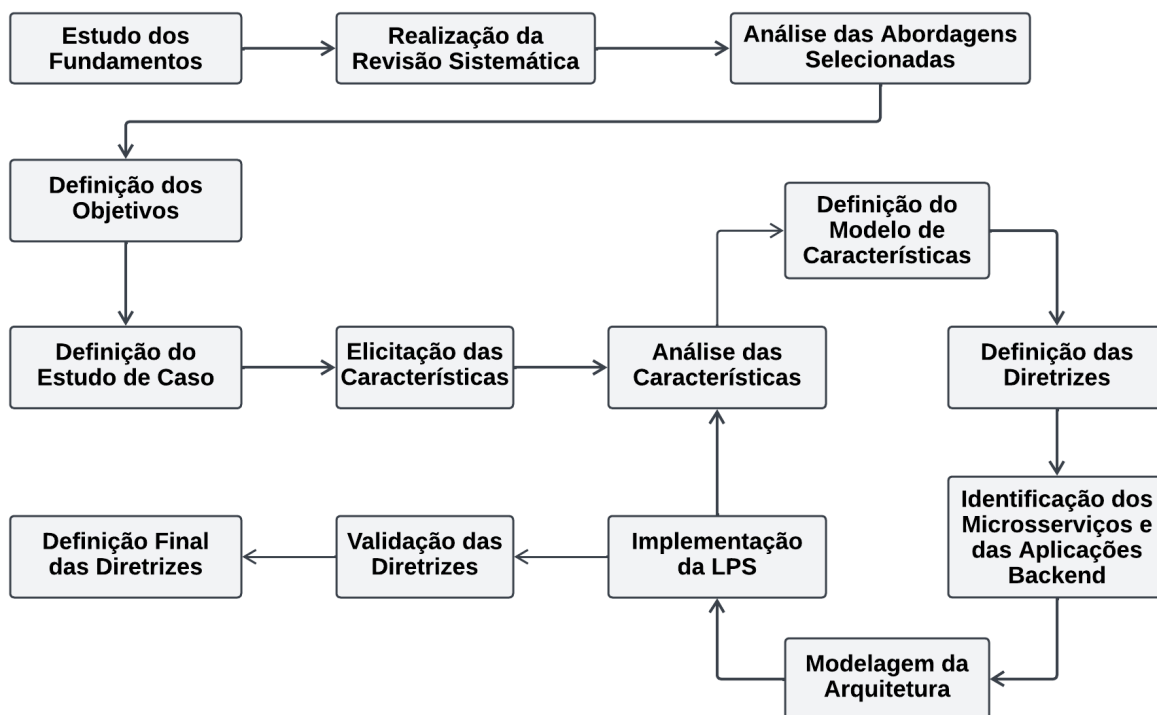 Estudo dos
Fundamentos
Realização da
Revisão Sistemática
Análise das Abordagens
Selecionadas
Definição dos
Objetivos
Definição do
Modelo de
Características
Definição do
Estudo de Caso
Elicitação das
Características
Análise das
Características
Definição das
Diretrizes
Identificação dos
Microsserviços e
das Aplicações
Backend
Definição Final
das Diretrizes
Validação das
Diretrizes
Implementação
da LPS
Modelagem da
Arquitetura